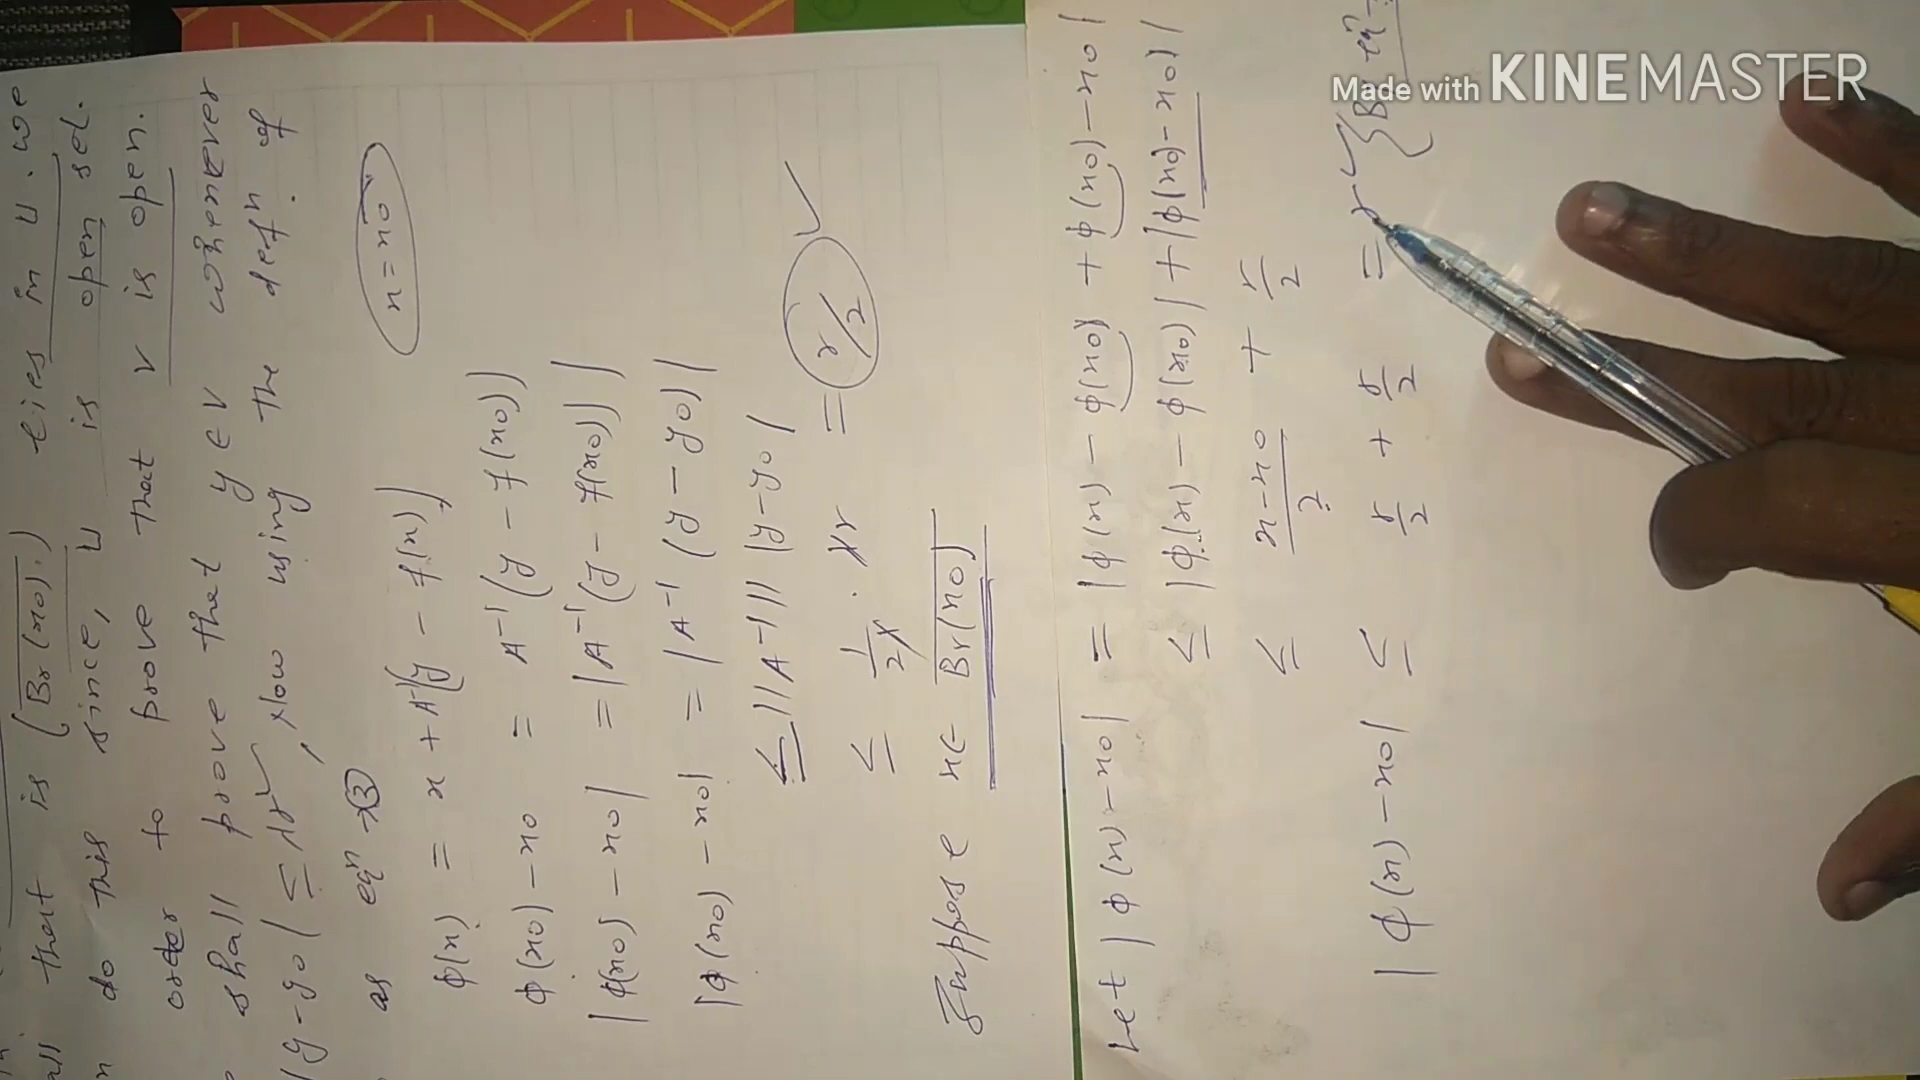 all that is (B̅r̅(x0).) lies in U. we
do this since, U is open set.
order to prove that V is open.
shall prove that y ∈ V whenever
|y - y0| ≤ λr, Now using the defn of
as eqn → ③
x = x0
φ(x) = x + A⁻¹(y - f(x))
φ(x0) - x0 = A⁻¹(y - f(x0))
|φ(x0) - x0| = |A⁻¹(y - f(x0))|
|φ(x0) - x0| = |A⁻¹(y - y0)|
≤ ||A⁻¹|| |y - y0|
≤ 1/2λ · λr = r/2
Suppose x ∈ B̅r̅(x0)
Let |φ(x) - x0| = |φ(x) - φ(x0) + φ(x0) - x0|
≤ |φ(x) - φ(x0)| + |φ(x0) - x0|
≤ x - x0/2 + r/2
|φ(x) - x0| ≤ r/2 + r/2 = r {By eqn
Made with KINEMASTER